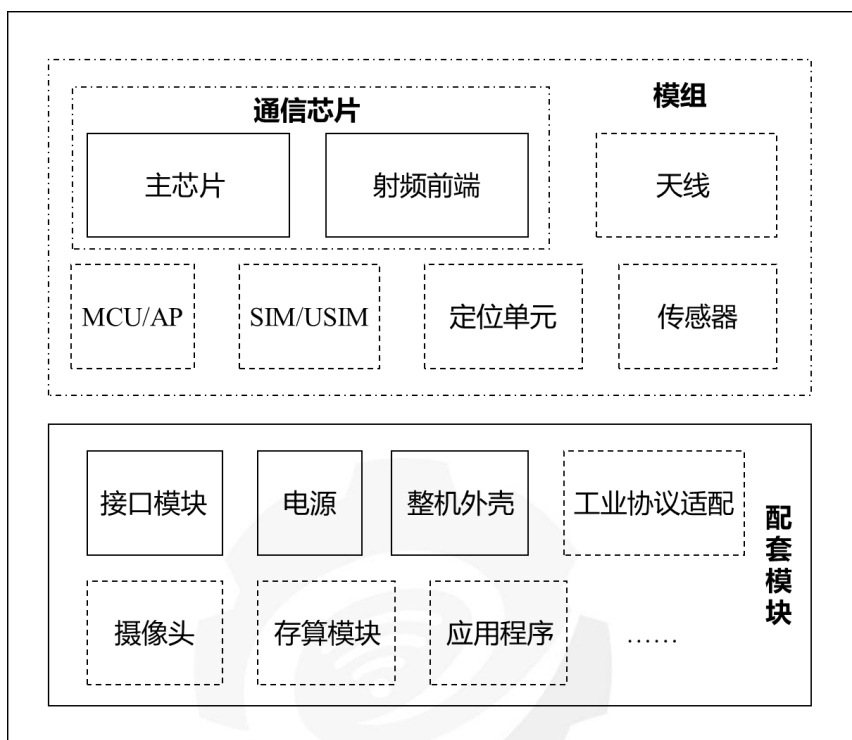 通信芯片
模组
主芯片
射频前端
天线
MCU/AP
SIM/USIM
定位单元
传感器
接口模块
电源
整机外壳
工业协议适配
配套模块
摄像头
存算模块
应用程序
……